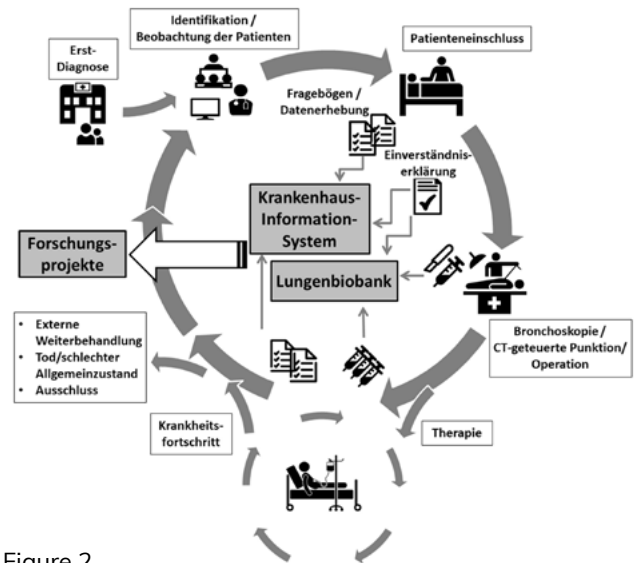 Identifikation /
Beobachtung der Patienten
Patienteneinschluss
Erst-
Diagnose
Fragebögen /
Datenerhebung
Einverständnis-
erklärung
Krankenhaus-
Information-
System
Forschungs-
projekte
Lungenbiobank
• Externe
Weiterbehandlung
• Tod/schlechter
Allgemeinzustand
• Ausschluss
Bronchoskopie /
CT-geteuerte Punktion/
Operation
Krankheits-
fortschritt
Therapie
Figure 2